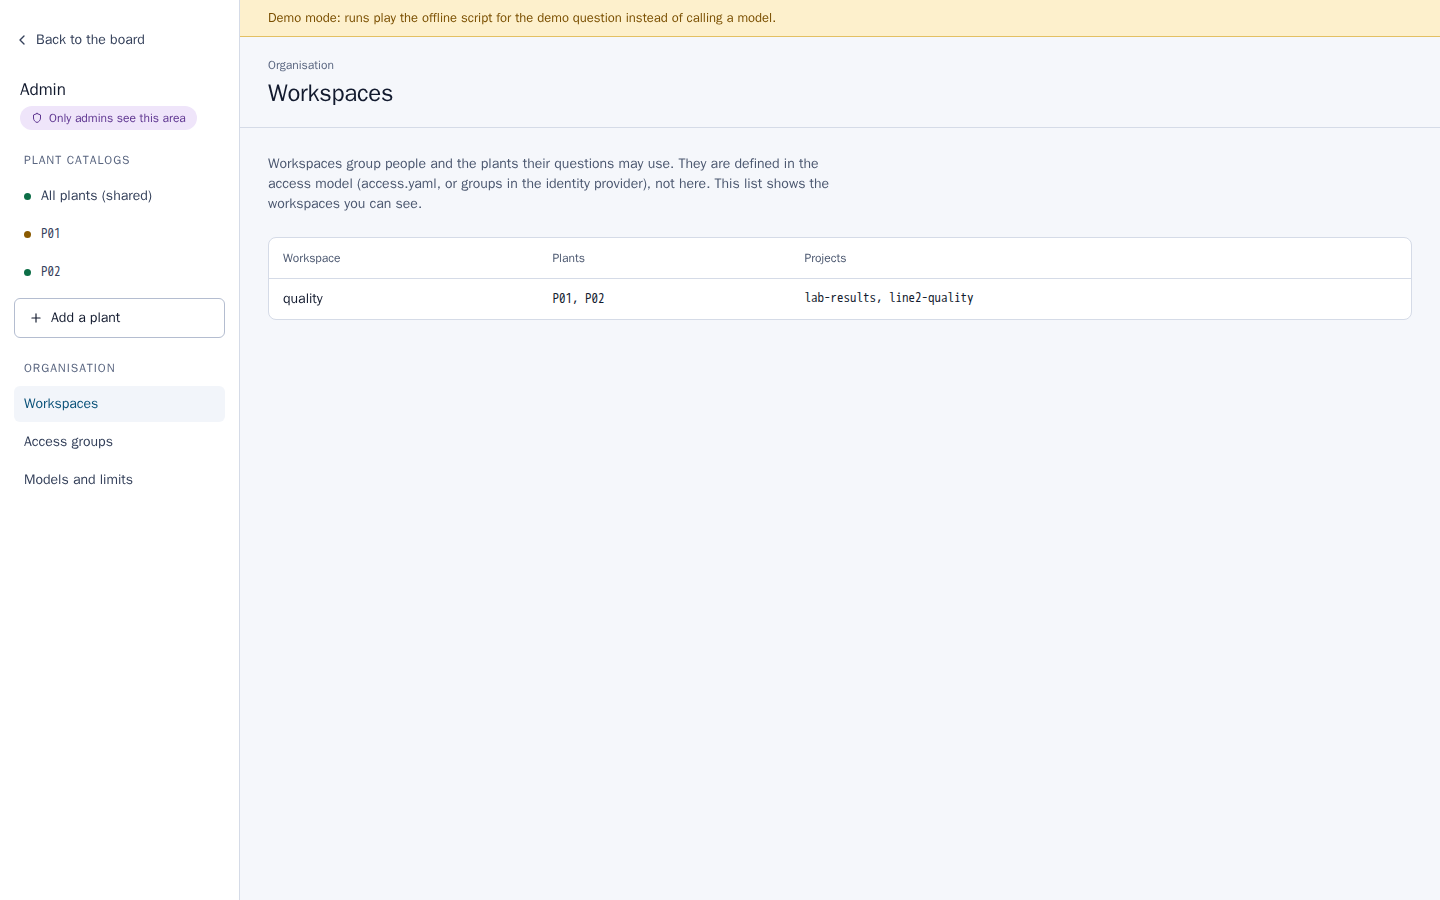 Demo mode: runs play the offline script for the demo question instead of calling a model.
Back to the board
Admin
Only admins see this area
PLANT CATALOGS
All plants (shared)
P01
P02
Add a plant
ORGANISATION
Workspaces
Access groups
Models and limits
Organisation
Workspaces
Workspaces group people and the plants their questions may use. They are defined in the
access model (access.yaml, or groups in the identity provider), not here. This list shows the
workspaces you can see.
Workspace Plants Projects
quality P01, P02 lab-results, line2-quality